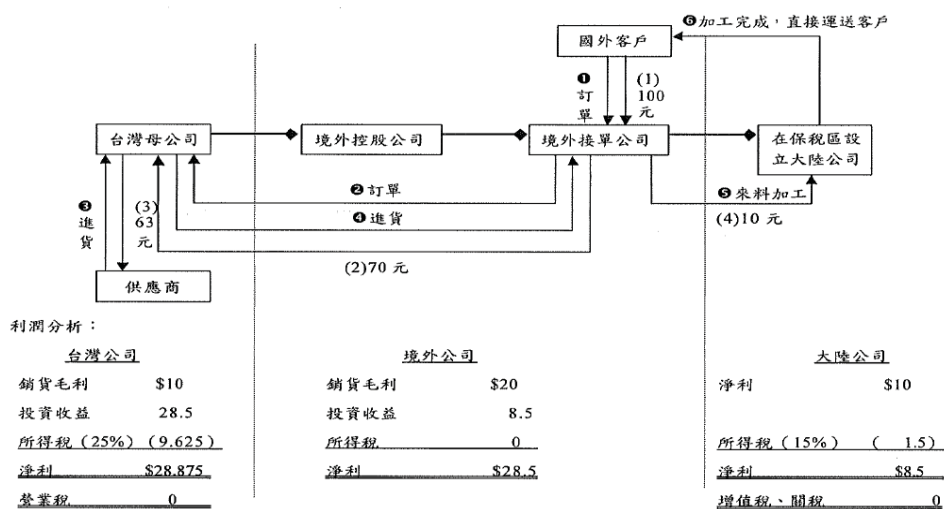 ❻加工完成，直接運送客戶
國外客戶
❶訂單
(1)100元
台灣母公司
境外控股公司
境外接單公司
在保稅區設立大陸公司
❷訂單
❸進貨
(3)63元
❹進貨
❺來料加工
(4)10 元
(2)70 元
供應商
利潤分析：
台灣公司
銷貨毛利 $10
投資收益 28.5
所得稅（25%） (9.625)
淨利 $28.875
營業稅 0
境外公司
銷貨毛利 $20
投資收益 8.5
所得稅 0
淨利 $28.5
大陸公司
淨利 $10
所得稅（15%） ( 1.5)
淨利 $8.5
增值稅、關稅 0